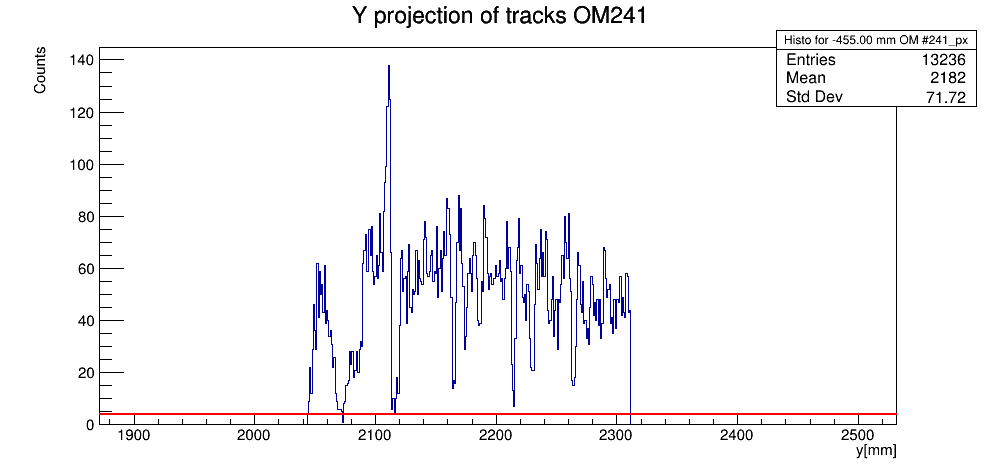 Y projection of tracks OM241
Histo for -455.00 mm OM #241_px
Entries 13236
Mean 2182
Std Dev 71.72
Counts
140
120
100
80
60
40
20
0
1900 2000 2100 2200 2300 2400 2500
y[mm]